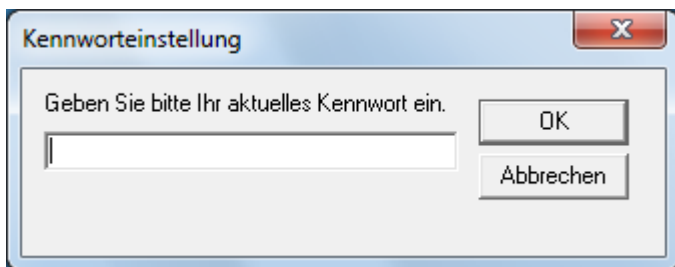 Kennworteinstellung
Geben Sie bitte Ihr aktuelles Kennwort ein.
OK
Abbrechen